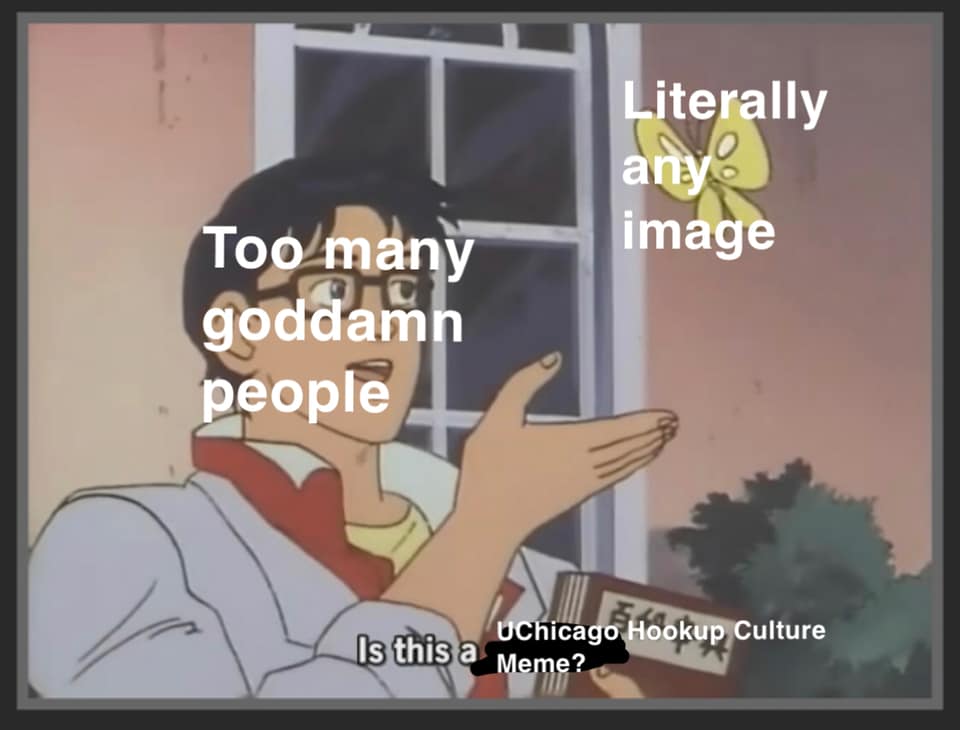 Literally
any
image
Too many
goddamn
people
Is this a UChicago Hookup Culture
Meme?